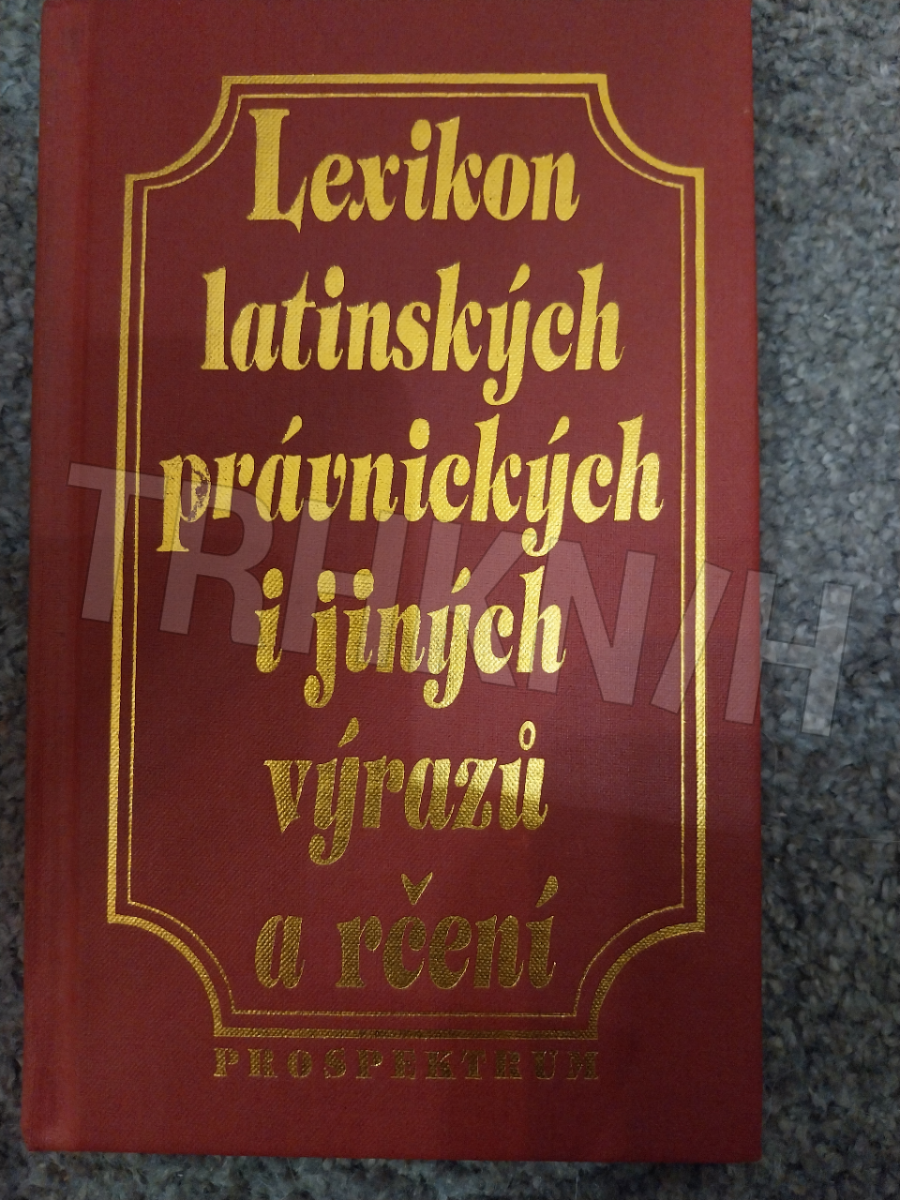 Lexikon
latinských
právnických
i jiných
výrazů
a rčení
PROSPEKTRUM
TRHKNIH